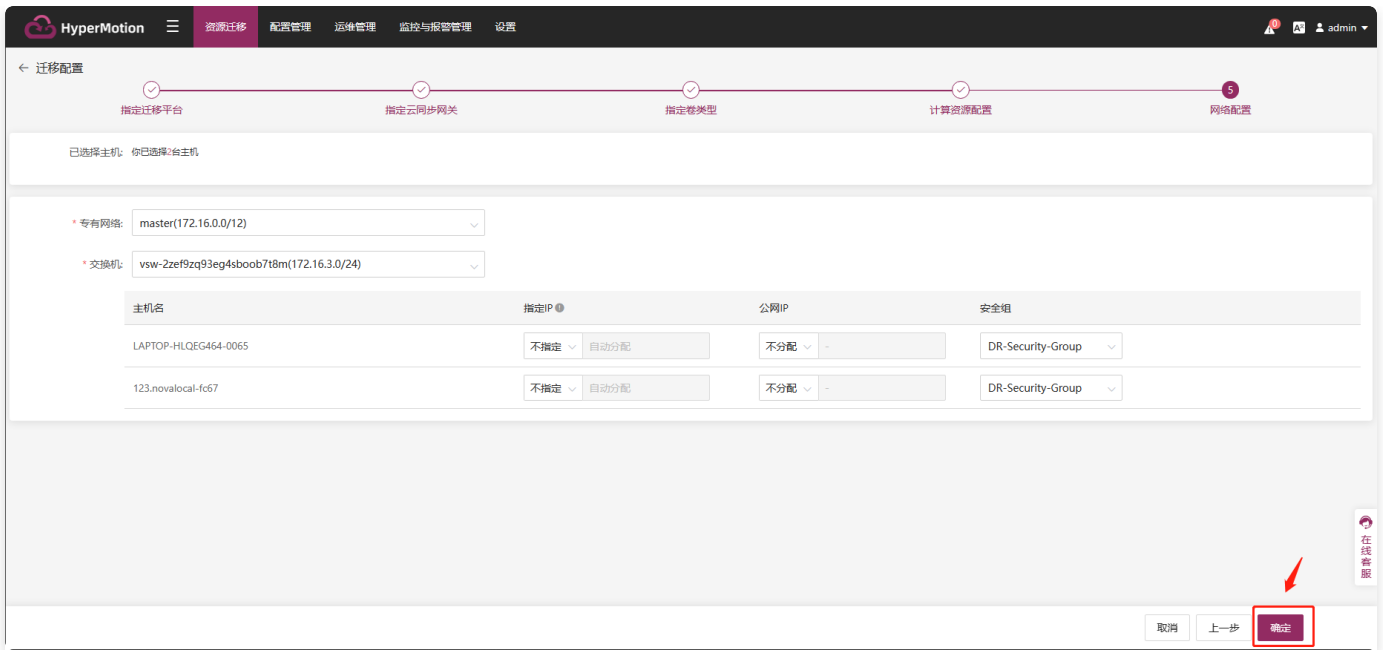 HyperMotion 资源迁移 配置管理 运维管理 监控与报警管理 设置 0 admin
← 迁移配置
5
指定迁移平台 指定云同步网关 指定卷类型 计算资源配置 网络配置
已选择主机: 你已选择2台主机
* 专有网络: master(172.16.0.0/12)
* 交换机: vsw-2zef9zq93eg4sboob7t8m(172.16.3.0/24)
主机名 指定IP 公网IP 安全组
LAPTOP-HLQEG464-0065 不指定 自动分配 不分配 - DR-Security-Group
123.novalocal-fc67 不指定 自动分配 不分配 - DR-Security-Group
在线客服
取消 上一步 确定